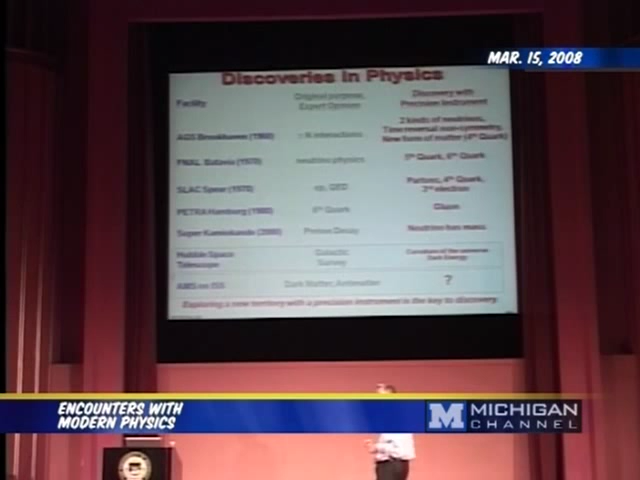 MAR. 15, 2008
Discoveries in Physics
Facility
Original purpose,
Expert Opinion
Discovery with
Precision Instrument
AGS Brookhaven (1960)
π N interactions
2 kinds of neutrinos,
Time reversal non-symmetry,
New form of matter (4th Quark)
FNAL Batavia (1970)
neutrino physics
5th Quark, 6th Quark
SLAC Spear (1970)
ep, QED
Partons, 4th Quark,
3rd electron
PETRA Hamburg (1980)
6th Quark
Gluon
Super Kamiokande (2000)
Proton Decay
Neutrino has mass
Hubble Space
Telescope
Galactic
Survey
Curvature of the universe
Dark Energy
AMS on ISS
Dark Matter, Antimatter
?
Exploring a new territory with a precision instrument is the key to discovery.
ENCOUNTERS WITH
MODERN PHYSICS
M MICHIGAN
CHANNEL